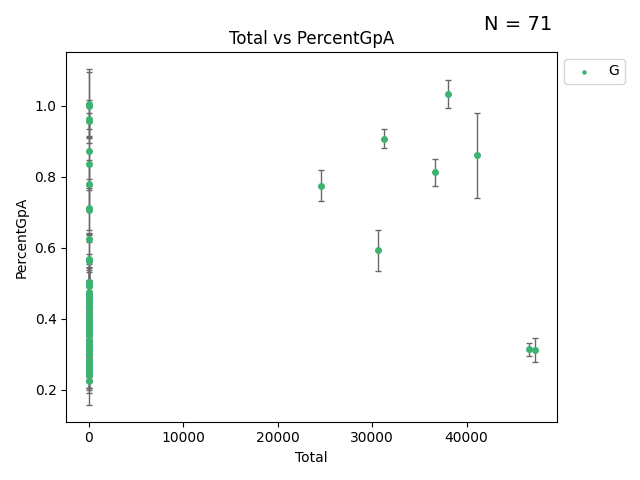 N = 71
Total vs PercentGpA
G
PercentGpA
1.0
0.8
0.6
0.4
0.2
0 10000 20000 30000 40000
Total